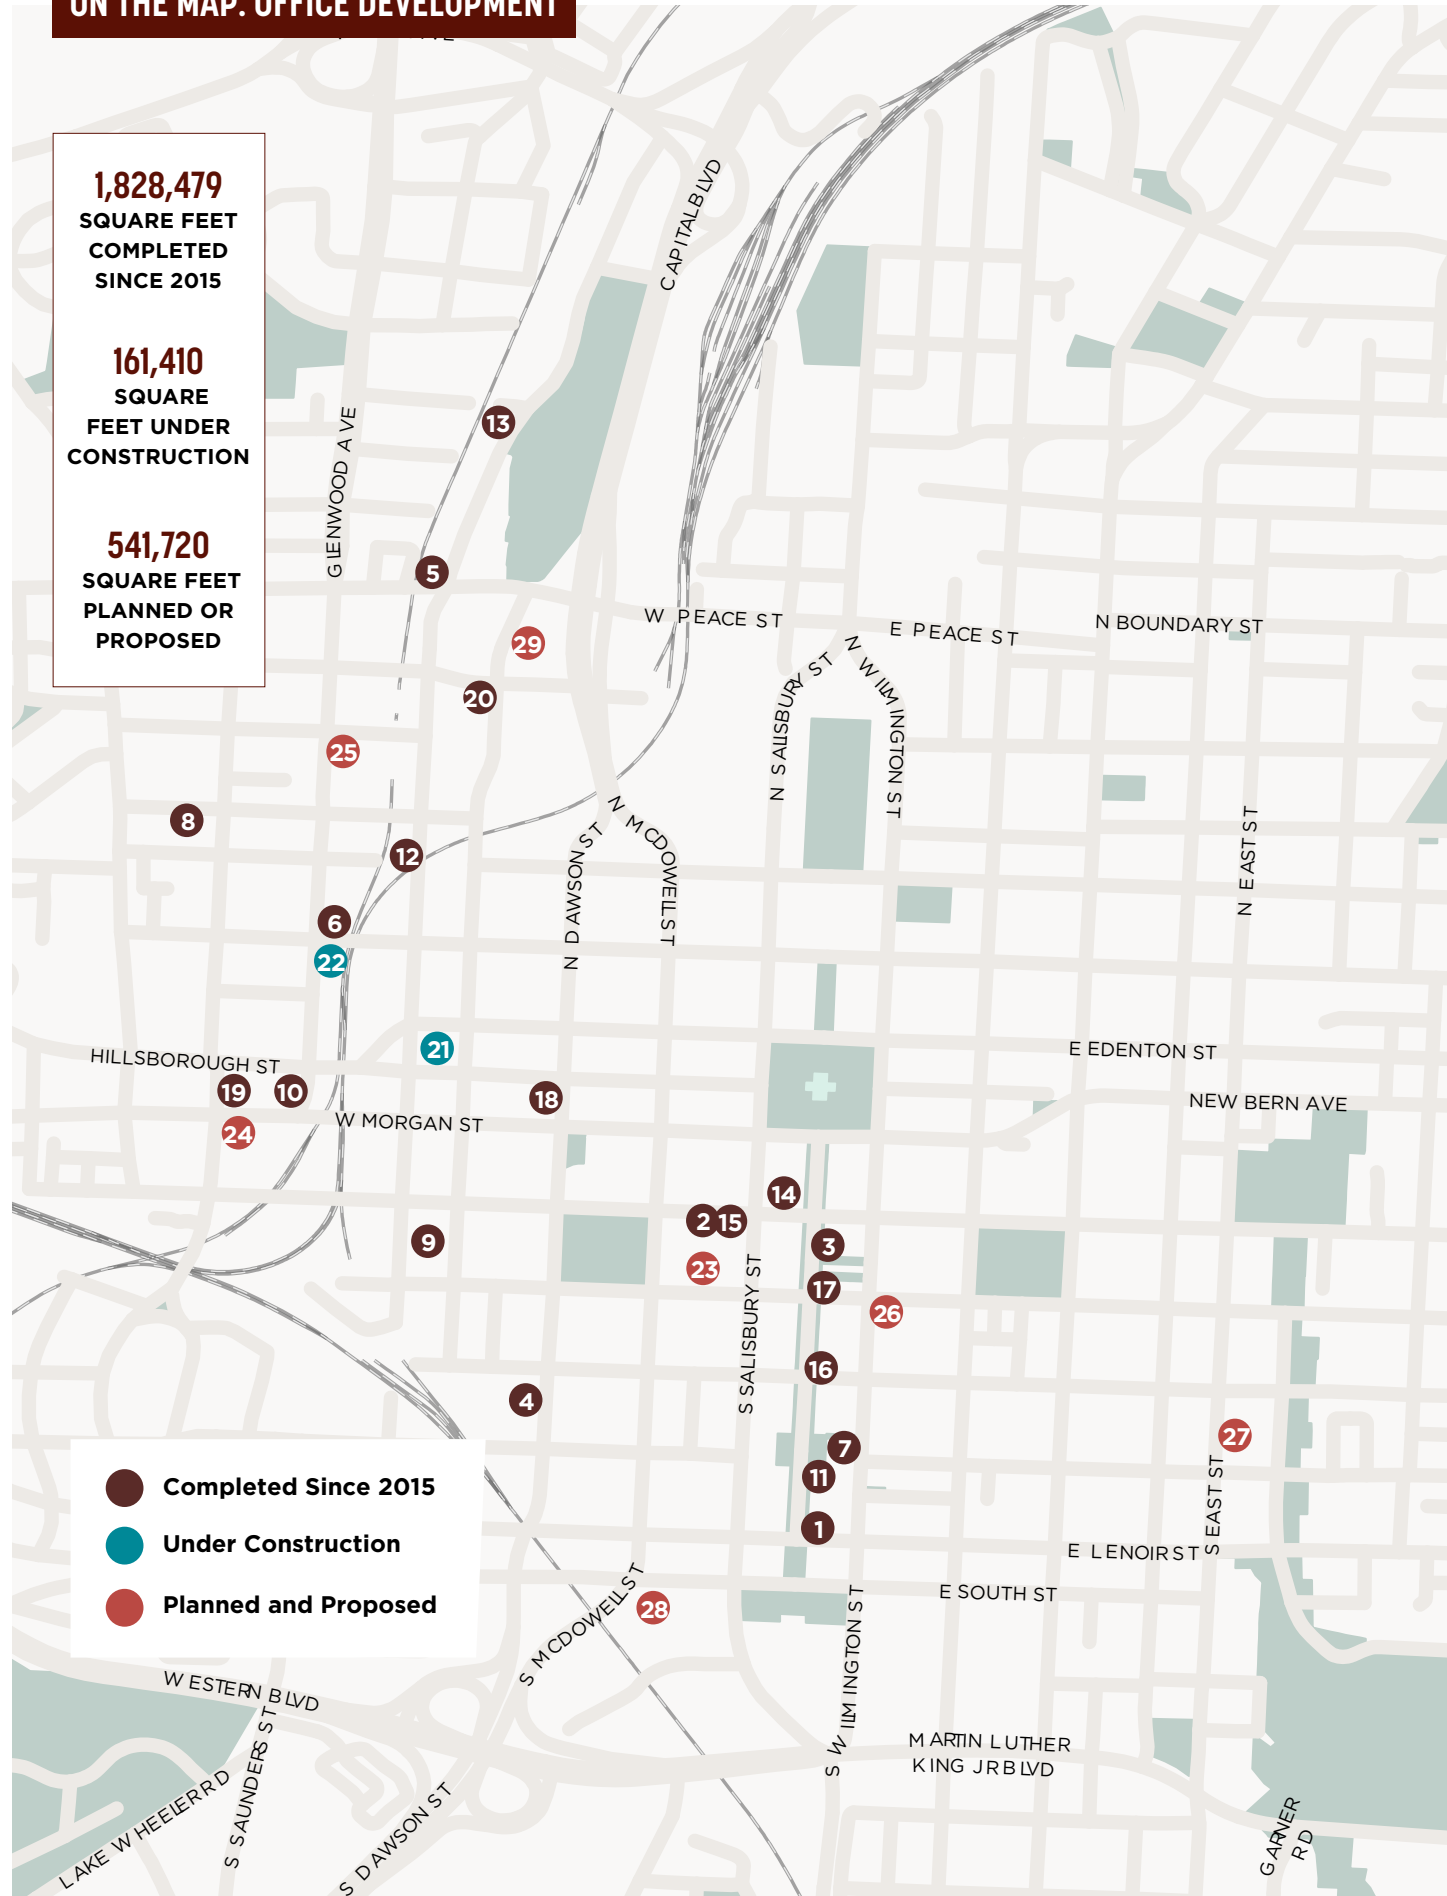 ON THE MAP: OFFICE DEVELOPMENT
1,828,479
SQUARE FEET
COMPLETED
SINCE 2015
161,410
SQUARE
FEET UNDER
CONSTRUCTION
541,720
SQUARE FEET
PLANNED OR
PROPOSED
CAPITAL BLVD
GLENWOOD AVE
13
5
W PEACE ST
E PEACE ST
N BOUNDARY ST
29
20
N SALISBURY ST
N WILMINGTON ST
25
8
12
N DAWSON ST
N MCDOWELL ST
N EAST ST
6
22
21
E EDENTON ST
HILLSBOROUGH ST
19
10
18
NEW BERN AVE
W MORGAN ST
24
14
2
15
9
3
23
17
26
S SALISBURY ST
16
4
27
7
11
1
S EAST ST
E LENOIR ST
E SOUTH ST
28
S MCDOWELL ST
S WILMINGTON ST
Completed Since 2015
Under Construction
Planned and Proposed
WESTERN BLVD
S SAUNDERS ST
LAKE WHEELER RD
S DAWSON ST
MARTIN LUTHER
KING JR BLVD
GARNER
RD